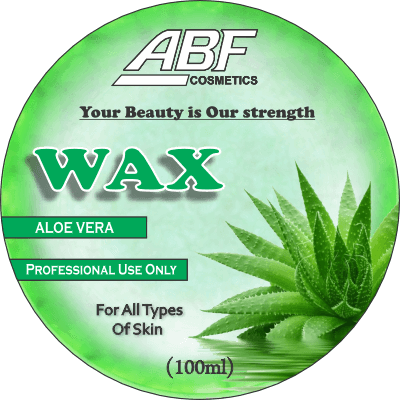 ABF
COSMETICS
Your Beauty is Our strength
WAX
ALOE VERA
PROFESSIONAL USE ONLY
For All Types
Of Skin
(100ml)